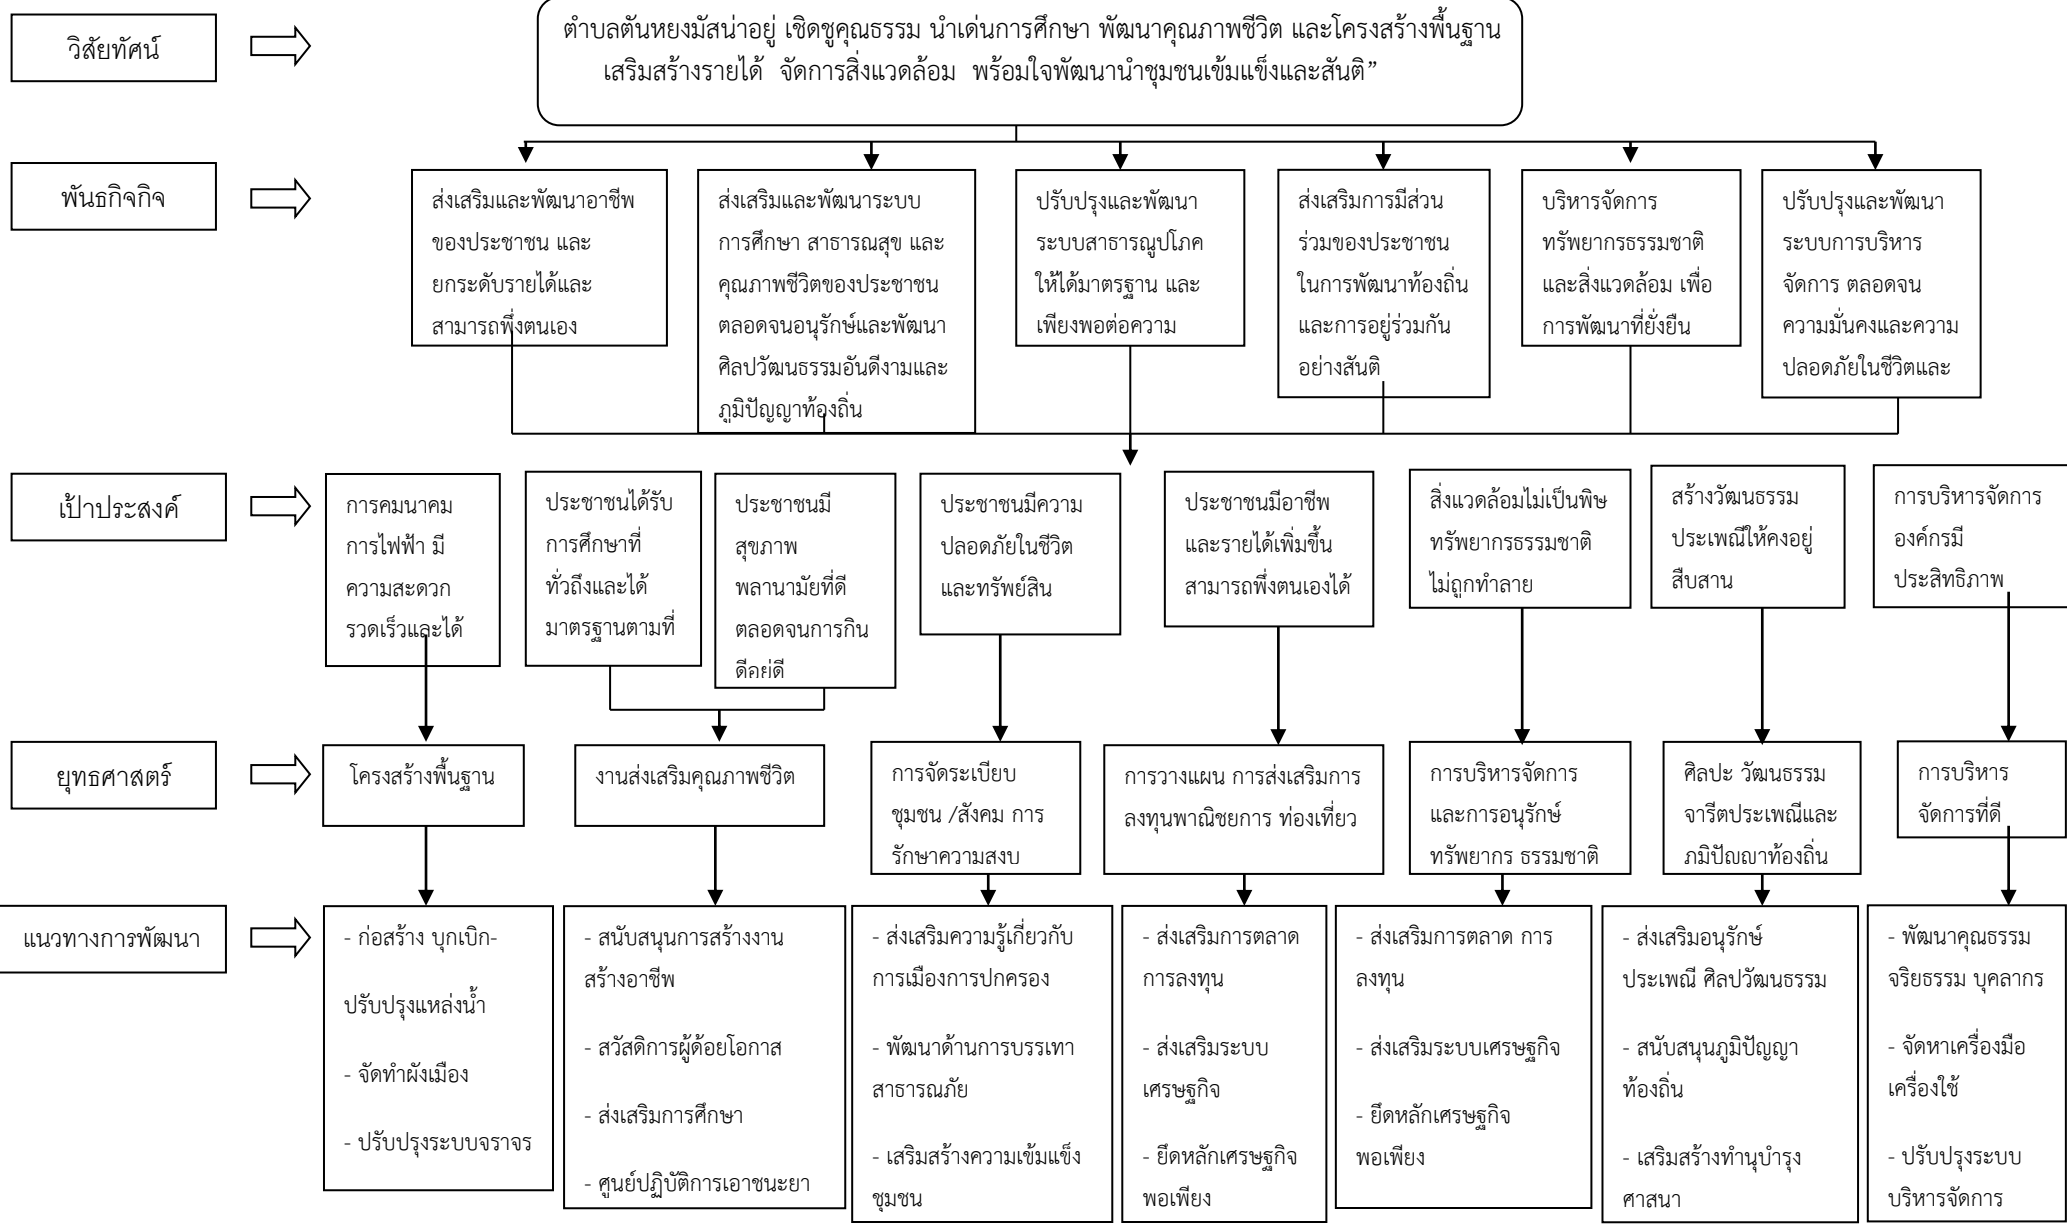 วิสัยทัศน์
ตำบลตันหยงมัสน่าอยู่ เชิดชูคุณธรรม นำเด่นการศึกษา พัฒนาคุณภาพชีวิต และโครงสร้างพื้นฐาน
เสริมสร้างรายได้ จัดการสิ่งแวดล้อม พร้อมใจพัฒนานำชุมชนเข้มแข็งและสันติ”
พันธกิจกิจ
ส่งเสริมและพัฒนาอาชีพ
ของประชาชน และ
ยกระดับรายได้และ
สามารถพึ่งตนเอง
ส่งเสริมและพัฒนาระบบ
การศึกษา สาธารณสุข และ
คุณภาพชีวิตของประชาชน
ตลอดจนอนุรักษ์และพัฒนา
ศิลปวัฒนธรรมอันดีงามและ
ภูมิปัญญาท้องถิ่น
ปรับปรุงและพัฒนา
ระบบสาธารณูปโภค
ให้ได้มาตรฐาน และ
เพียงพอต่อความ
ส่งเสริมการมีส่วน
ร่วมของประชาชน
ในการพัฒนาท้องถิ่น
และการอยู่ร่วมกัน
อย่างสันติ
บริหารจัดการ
ทรัพยากรธรรมชาติ
และสิ่งแวดล้อม เพื่อ
การพัฒนาที่ยั่งยืน
ปรับปรุงและพัฒนา
ระบบการบริหาร
จัดการ ตลอดจน
ความมั่นคงและความ
ปลอดภัยในชีวิตและ
เป้าประสงค์
การคมนาคม
การไฟฟ้า มี
ความสะดวก
รวดเร็วและได้
ประชาชนได้รับ
การศึกษาที่
ทั่วถึงและได้
มาตรฐานตามที่
ประชาชนมี
สุขภาพ
พลานามัยที่ดี
ตลอดจนการกิน
ดีอยู่ดี
ประชาชนมีความ
ปลอดภัยในชีวิต
และทรัพย์สิน
ประชาชนมีอาชีพ
และรายได้เพิ่มขึ้น
สามารถพึ่งตนเองได้
สิ่งแวดล้อมไม่เป็นพิษ
ทรัพยากรธรรมชาติ
ไม่ถูกทำลาย
สร้างวัฒนธรรม
ประเพณีให้คงอยู่
สืบสาน
การบริหารจัดการ
องค์กรมี
ประสิทธิภาพ
ยุทธศาสตร์
โครงสร้างพื้นฐาน
งานส่งเสริมคุณภาพชีวิต
การจัดระเบียบ
ชุมชน /สังคม การ
รักษาความสงบ
การวางแผน การส่งเสริมการ
ลงทุนพาณิชยการ ท่องเที่ยว
การบริหารจัดการ
และการอนุรักษ์
ทรัพยากร ธรรมชาติ
ศิลปะ วัฒนธรรม
จารีตประเพณีและ
ภูมิปัญญาท้องถิ่น
การบริหาร
จัดการที่ดี
แนวทางการพัฒนา
- ก่อสร้าง บุกเบิก-
ปรับปรุงแหล่งน้ำ
- จัดทำผังเมือง
- ปรับปรุงระบบจราจร
- สนับสนุนการสร้างงาน
สร้างอาชีพ
- สวัสดิการผู้ด้อยโอกาส
- ส่งเสริมการศึกษา
- ศูนย์ปฏิบัติการเอาชนะยา
- ส่งเสริมความรู้เกี่ยวกับ
การเมืองการปกครอง
- พัฒนาด้านการบรรเทา
สาธารณภัย
- เสริมสร้างความเข้มแข็ง
ชุมชน
- ส่งเสริมการตลาด
การลงทุน
- ส่งเสริมระบบ
เศรษฐกิจ
- ยึดหลักเศรษฐกิจ
พอเพียง
- ส่งเสริมการตลาด การ
ลงทุน
- ส่งเสริมระบบเศรษฐกิจ
- ยึดหลักเศรษฐกิจ
พอเพียง
- ส่งเสริมอนุรักษ์
ประเพณี ศิลปวัฒนธรรม
- สนับสนุนภูมิปัญญา
ท้องถิ่น
- เสริมสร้างทำนุบำรุง
ศาสนา
- พัฒนาคุณธรรม
จริยธรรม บุคลากร
- จัดหาเครื่องมือ
เครื่องใช้
- ปรับปรุงระบบ
บริหารจัดการ